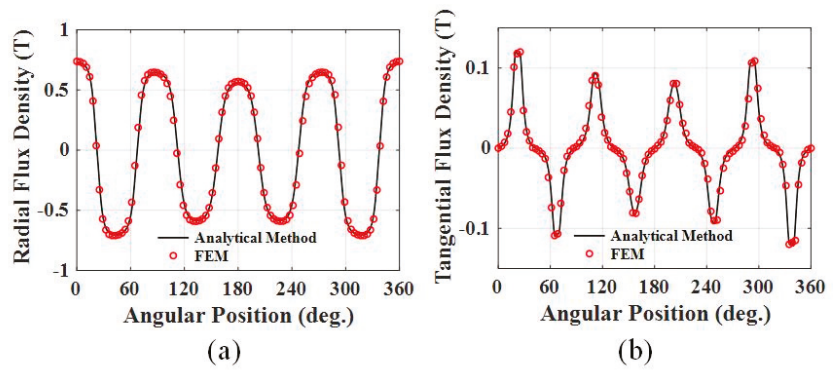 Radial Flux Density (T)
1
0.5
0
-0.5
-1
0 60 120 180 240 300 360
Angular Position (deg.)
Analytical Method
FEM
(a)
Tangential Flux Density (T)
0.1
0
-0.1
0 60 120 180 240 300 360
Angular Position (deg.)
Analytical Method
FEM
(b)